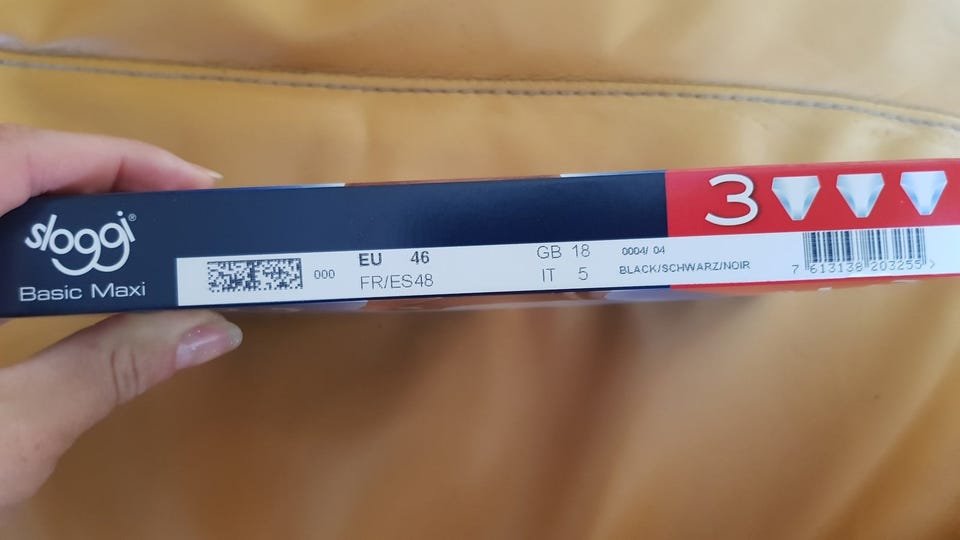 sloggi®
Basic Maxi
000
EU 46
FR/ES48
GB 18
IT 5
0004/ 04
BLACK/SCHWARZ/NOIR
3
7 613138 203255 >